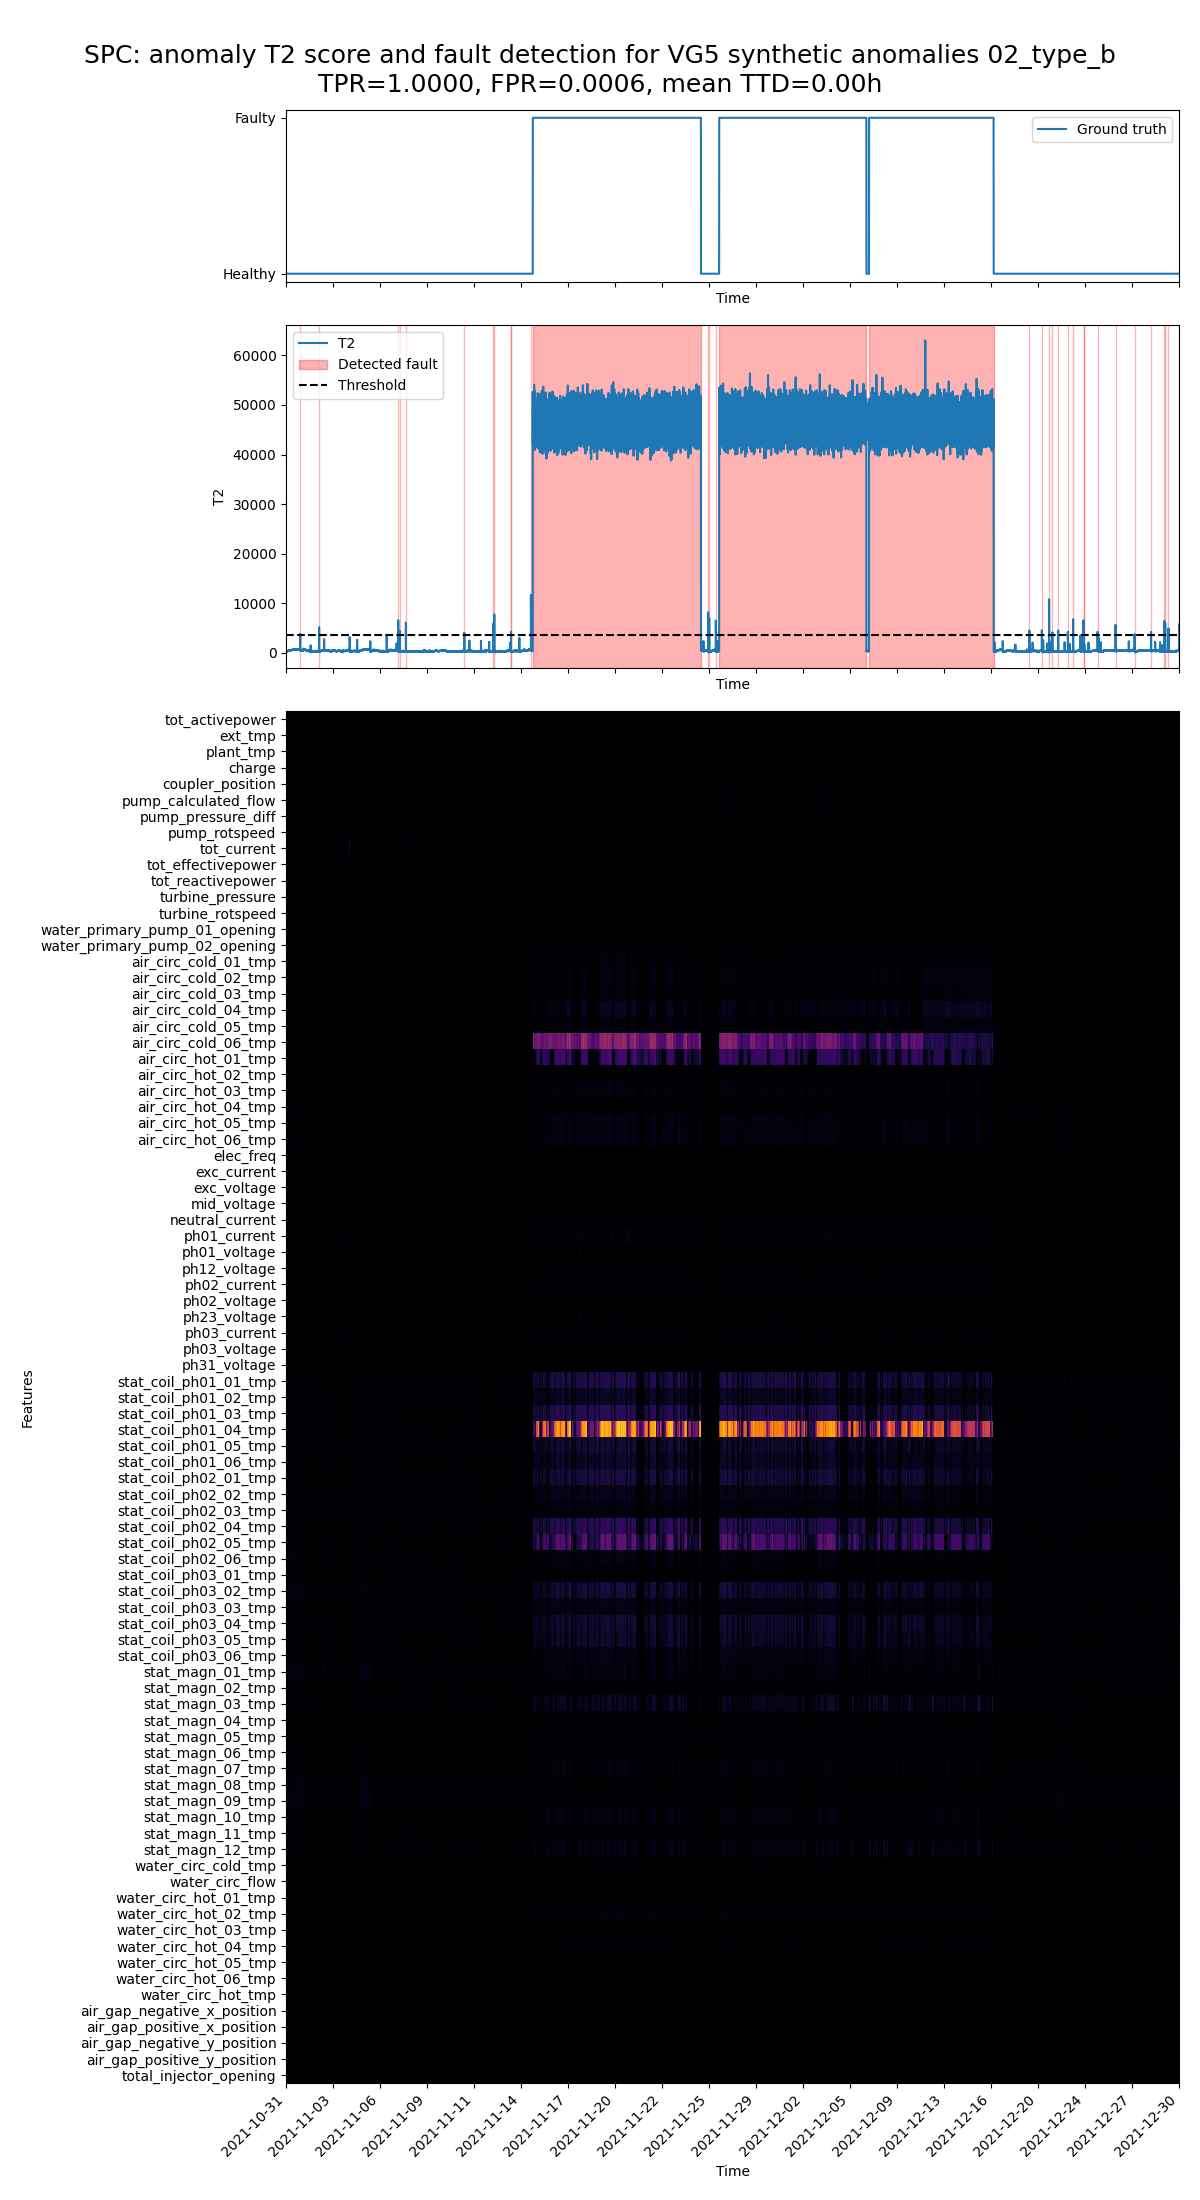 SPC: anomaly T2 score and fault detection for VG5 synthetic anomalies 02_type_b
TPR=1.0000, FPR=0.0006, mean TTD=0.00h
Faulty
Healthy
Ground truth
Time
T2
Detected fault
Threshold
60000
50000
40000
30000
20000
10000
0
T2
Time
tot_activepower
ext_tmp
plant_tmp
charge
coupler_position
pump_calculated_flow
pump_pressure_diff
pump_rotspeed
tot_current
tot_effectivepower
tot_reactivepower
turbine_pressure
turbine_rotspeed
water_primary_pump_01_opening
water_primary_pump_02_opening
air_circ_cold_01_tmp
air_circ_cold_02_tmp
air_circ_cold_03_tmp
air_circ_cold_04_tmp
air_circ_cold_05_tmp
air_circ_cold_06_tmp
air_circ_hot_01_tmp
air_circ_hot_02_tmp
air_circ_hot_03_tmp
air_circ_hot_04_tmp
air_circ_hot_05_tmp
air_circ_hot_06_tmp
elec_freq
exc_current
exc_voltage
mid_voltage
neutral_current
ph01_current
ph01_voltage
ph12_voltage
ph02_current
ph02_voltage
ph23_voltage
ph03_current
ph03_voltage
ph31_voltage
stat_coil_ph01_01_tmp
stat_coil_ph01_02_tmp
stat_coil_ph01_03_tmp
stat_coil_ph01_04_tmp
stat_coil_ph01_05_tmp
stat_coil_ph01_06_tmp
stat_coil_ph02_01_tmp
stat_coil_ph02_02_tmp
stat_coil_ph02_03_tmp
stat_coil_ph02_04_tmp
stat_coil_ph02_05_tmp
stat_coil_ph02_06_tmp
stat_coil_ph03_01_tmp
stat_coil_ph03_02_tmp
stat_coil_ph03_03_tmp
stat_coil_ph03_04_tmp
stat_coil_ph03_05_tmp
stat_coil_ph03_06_tmp
stat_magn_01_tmp
stat_magn_02_tmp
stat_magn_03_tmp
stat_magn_04_tmp
stat_magn_05_tmp
stat_magn_06_tmp
stat_magn_07_tmp
stat_magn_08_tmp
stat_magn_09_tmp
stat_magn_10_tmp
stat_magn_11_tmp
stat_magn_12_tmp
water_circ_cold_tmp
water_circ_flow
water_circ_hot_01_tmp
water_circ_hot_02_tmp
water_circ_hot_03_tmp
water_circ_hot_04_tmp
water_circ_hot_05_tmp
water_circ_hot_06_tmp
water_circ_hot_tmp
air_gap_negative_x_position
air_gap_positive_x_position
air_gap_negative_y_position
air_gap_positive_y_position
total_injector_opening
Features
2021-10-31
2021-11-03
2021-11-06
2021-11-09
2021-11-11
2021-11-14
2021-11-17
2021-11-20
2021-11-22
2021-11-25
2021-11-29
2021-12-02
2021-12-05
2021-12-09
2021-12-13
2021-12-16
2021-12-20
2021-12-24
2021-12-27
2021-12-30
Time